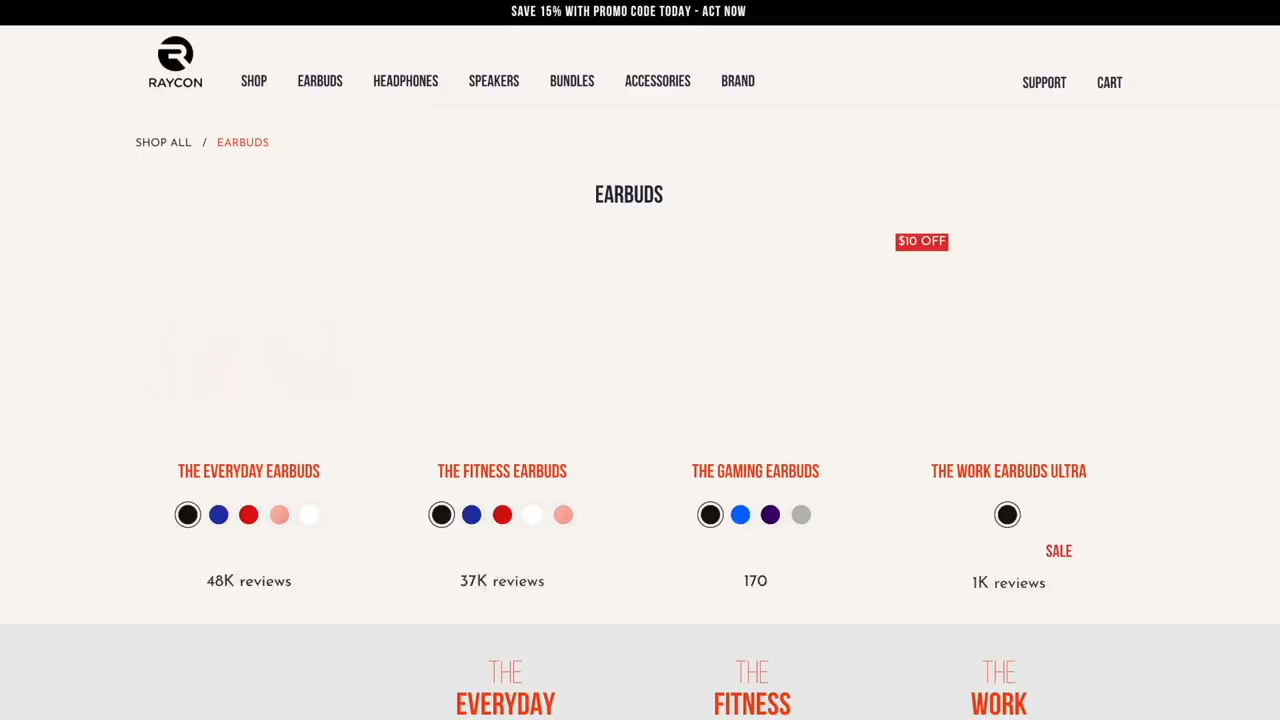 SAVE 15% WITH PROMO CODE TODAY - ACT NOW
RAYCON
SHOP EARBUDS HEADPHONES SPEAKERS BUNDLES ACCESSORIES BRAND SUPPORT CART
SHOP ALL / EARBUDS
EARBUDS
$10 OFF
THE EVERYDAY EARBUDS THE FITNESS EARBUDS THE GAMING EARBUDS THE WORK EARBUDS ULTRA
SALE
48K reviews 37K reviews 170 1K reviews
THE THE THE
EVERYDAY FITNESS WORK